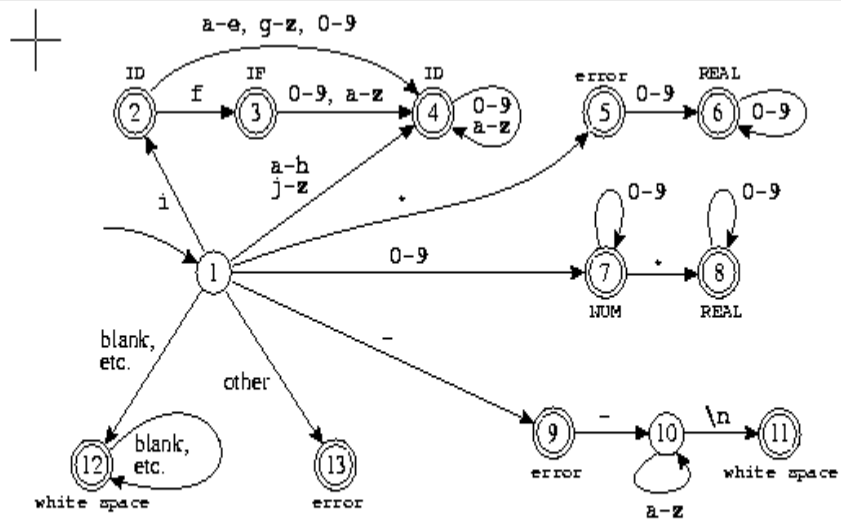 a-e, g-z, 0-9
ID
IF
ID
error
REAL
2
f
3
0-9, a-z
4
0-9
a-z
5
0-9
6
0-9
a-h
j-z
.
i
0-9
0-9
1
0-9
7
.
8
NUM
REAL
blank,
etc.
other
-
12
blank,
etc.
13
9
-
10
\n
11
white space
error
error
white space
a-z